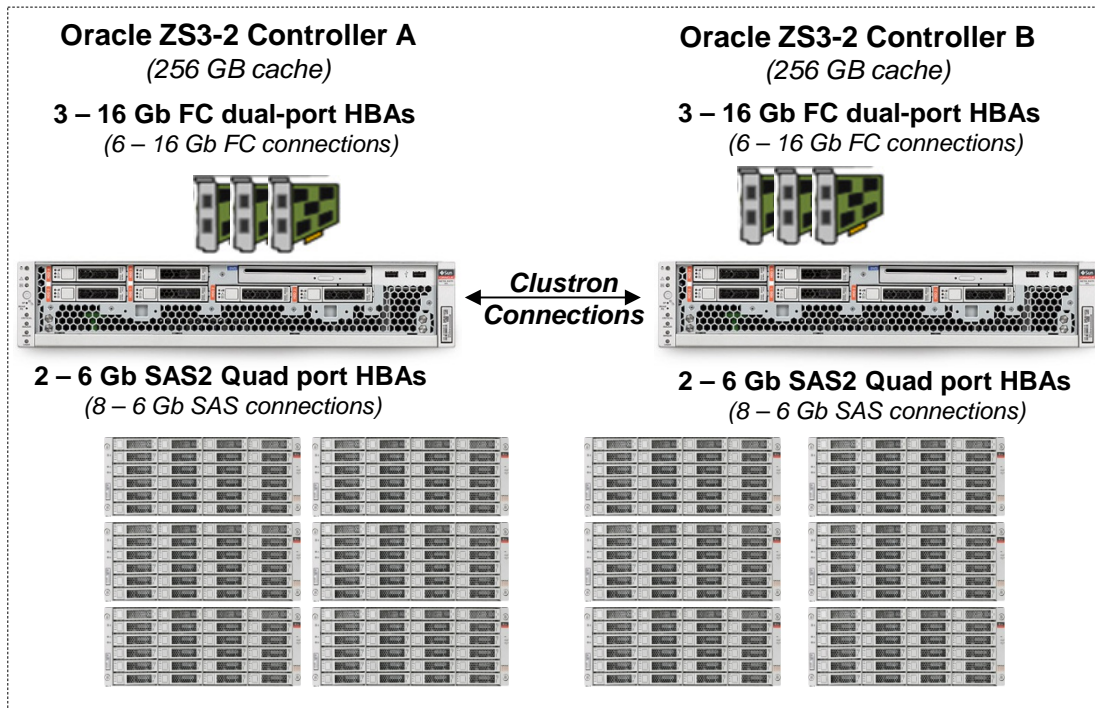 Oracle ZS3-2 Controller A
(256 GB cache)
3 – 16 Gb FC dual-port HBAs
(6 – 16 Gb FC connections)
Oracle ZS3-2 Controller B
(256 GB cache)
3 – 16 Gb FC dual-port HBAs
(6 – 16 Gb FC connections)
Clustron
Connections
2 – 6 Gb SAS2 Quad port HBAs
(8 – 6 Gb SAS connections)
2 – 6 Gb SAS2 Quad port HBAs
(8 – 6 Gb SAS connections)